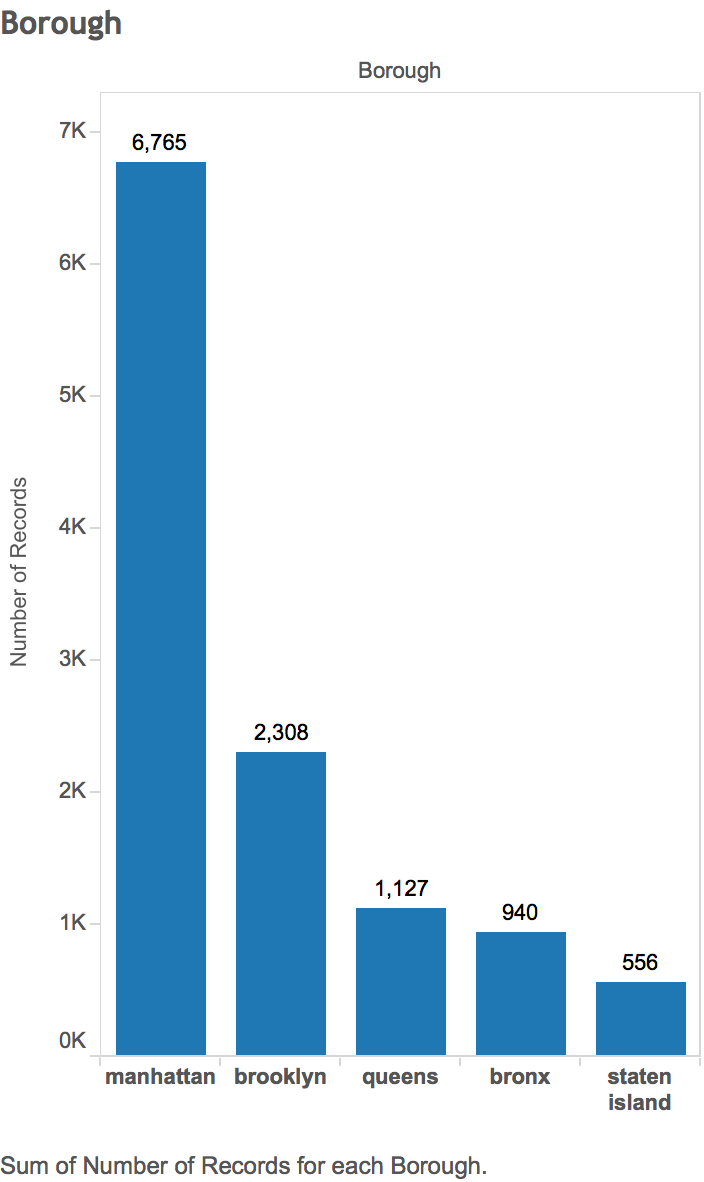 Borough
Borough
7K
6,765
6K
5K
4K
Number of Records
3K
2,308
2K
1,127
940
1K
556
0K
manhattan brooklyn queens bronx staten
island
Sum of Number of Records for each Borough.